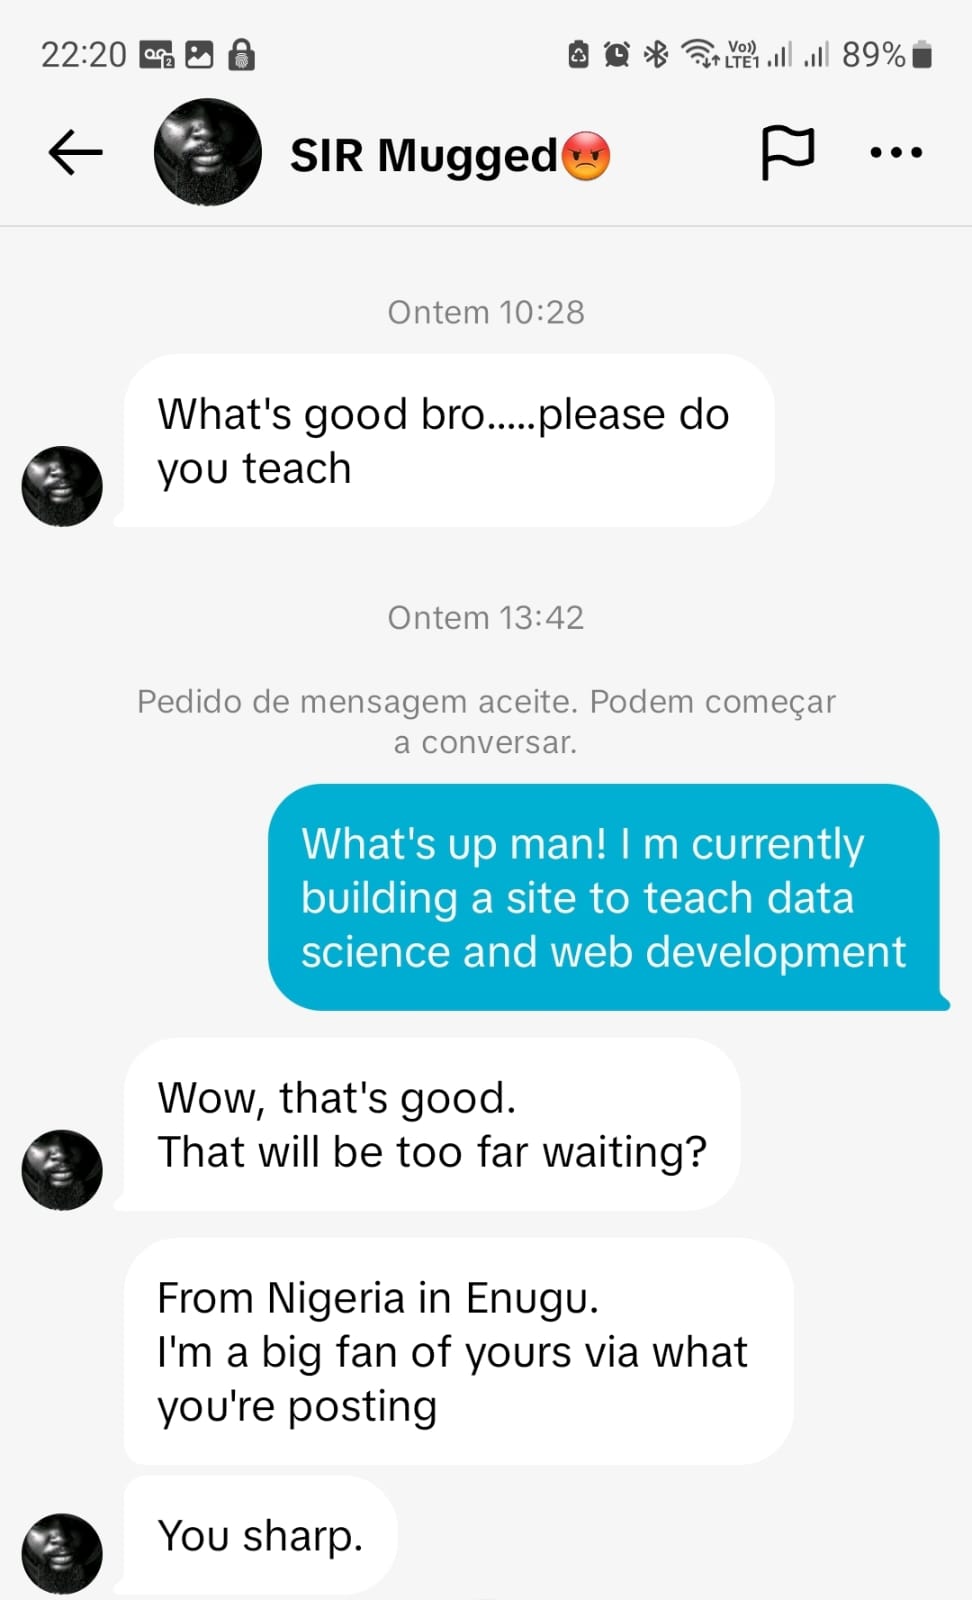 22:20
Vo))
LTE1
89%
SIR Mugged😡
Ontem 10:28
What's good bro.....please do
you teach
Ontem 13:42
Pedido de mensagem aceite. Podem começar
a conversar.
What's up man! I m currently
building a site to teach data
science and web development
Wow, that's good.
That will be too far waiting?
From Nigeria in Enugu.
I'm a big fan of yours via what
you're posting
You sharp.